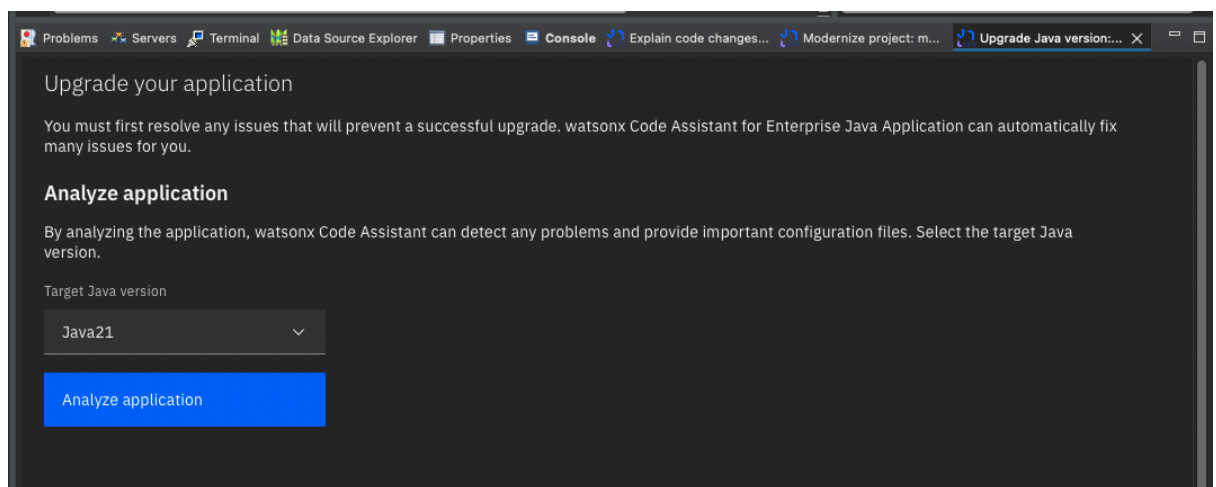 Problems Servers Terminal Data Source Explorer Properties Console Explain code changes... Modernize project: m... Upgrade Java version:...
Upgrade your application
You must first resolve any issues that will prevent a successful upgrade. watsonx Code Assistant for Enterprise Java Application can automatically fix
many issues for you.
Analyze application
By analyzing the application, watsonx Code Assistant can detect any problems and provide important configuration files. Select the target Java
version.
Target Java version
Java21
Analyze application